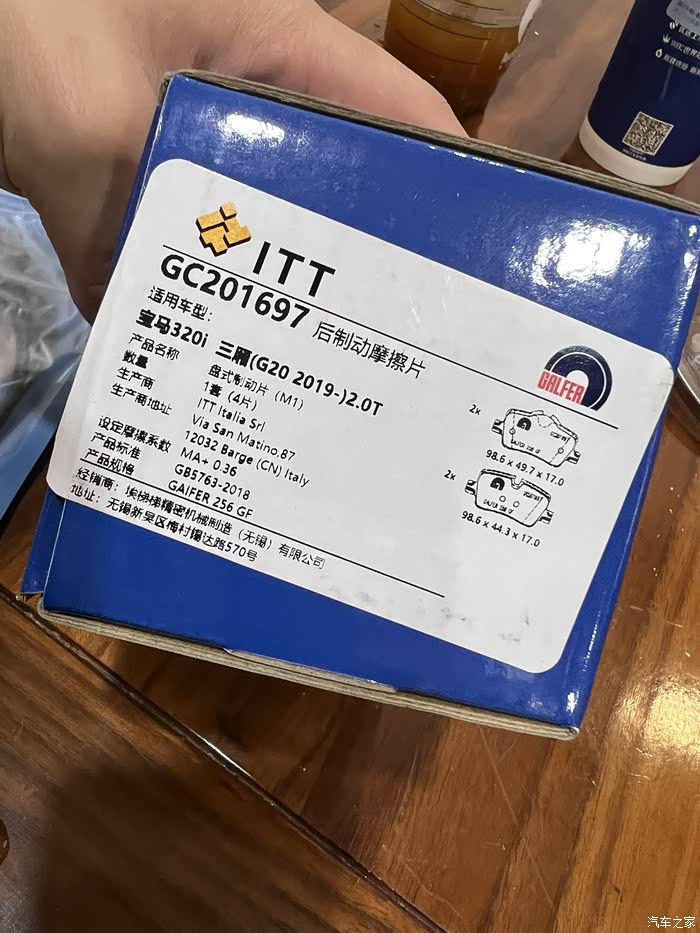 ITT
GC201697 后制动摩擦片
适用车型:
宝马320i 三厢(G20 2019-)2.0T
产品名称 盘式制动片 (M1)
数量 1套 (4片)
生产商 ITT Italia Srl
生产商地址 Via San Matino,87
12032 Barge (CN) Italy
设定摩擦系数 MA+ 0.36
产品标准 GB5763-2018
产品规格 GAIFER 256 GF
经销商: 埃梯梯精密机械制造 (无锡) 有限公司
地址: 无锡新吴区梅村锡达路570号
GALFER
2x
98.6 x 49.7 x 17.0
2x
98.6 x 44.3 x 17.0
汽车之家